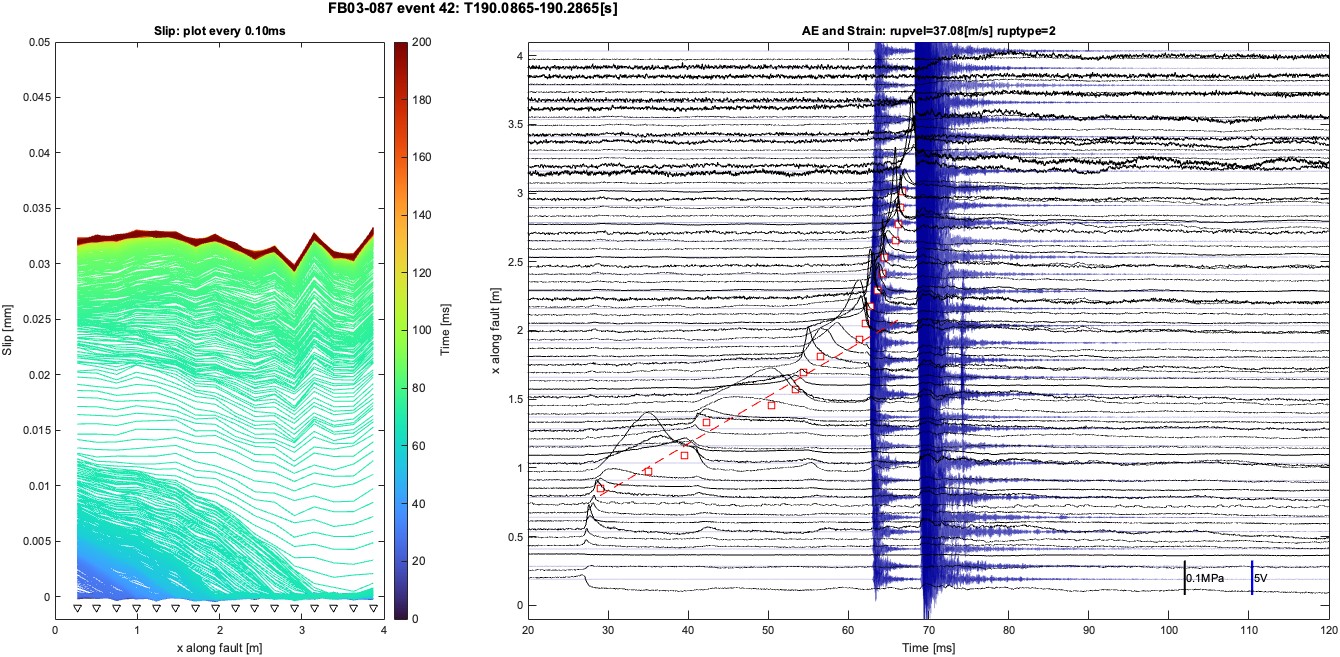 FB03-087 event 42: T190.0865-190.2865[s]
Slip: plot every 0.10ms
0.05
0.045
0.04
0.035
0.03
0.025
0.02
0.015
0.01
0.005
0
Slip [mm]
0 1 2 3 4
x along fault [m]
200
180
160
140
120
100
80
60
40
20
0
Time [ms]
AE and Strain: rupvel=37.08[m/s] ruptype=2
4
3.5
3
2.5
2
1.5
1
0.5
0
x along fault [m]
0.1MPa
5V
20 30 40 50 60 70 80 90 100 110 120
Time [ms]